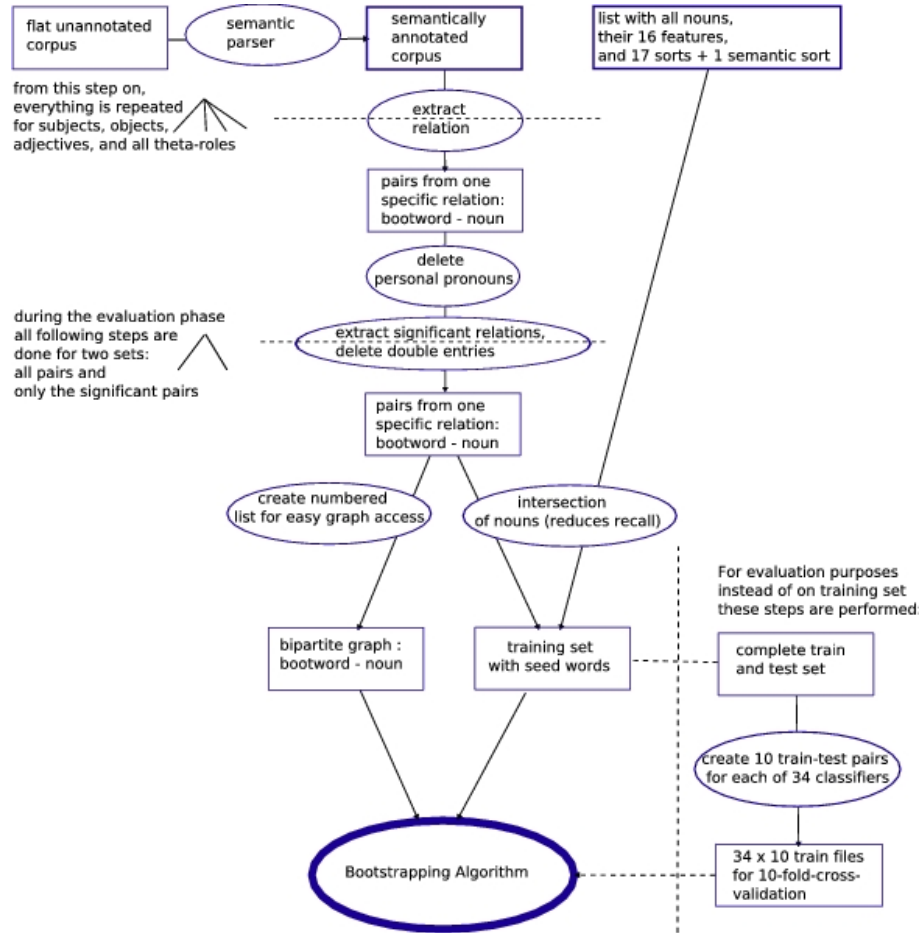 flat unannotated
corpus
semantic
parser
semantically
annotated
corpus
list with all nouns,
their 16 features,
and 17 sorts + 1 semantic sort
from this step on,
everything is repeated
for subjects, objects,
adjectives, and all theta-roles
extract
relation
pairs from one
specific relation:
bootword - noun
delete
personal pronouns
during the evaluation phase
all following steps are
done for two sets:
all pairs and
only the significant pairs
extract significant relations,
delete double entries
pairs from one
specific relation:
bootword - noun
create numbered
list for easy graph access
intersection
of nouns (reduces recall)
For evaluation purposes
instead of on training set
these steps are performed:
bipartite graph :
bootword - noun
training set
with seed words
complete train
and test set
create 10 train-test pairs
for each of 34 classifiers
Bootstrapping Algorithm
34 x 10 train files
for 10-fold-cross-
validation